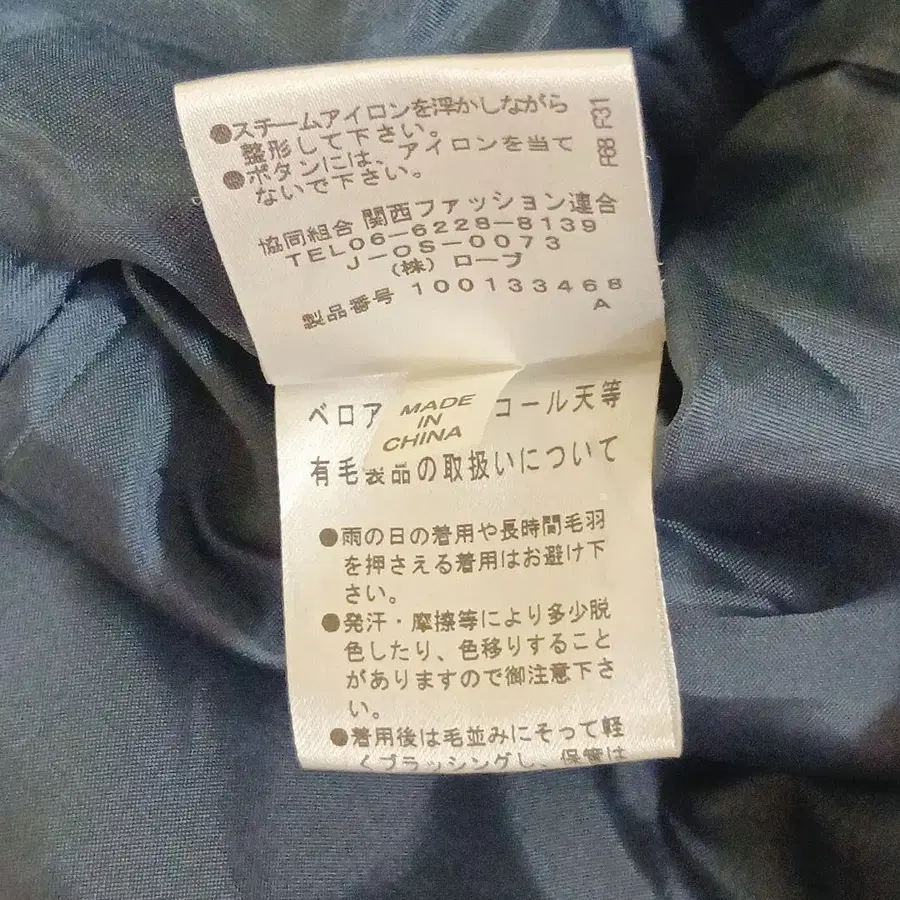 ●スチームアイロンを浮かしながら
整形して下さい。
●ボタンには、アイロンを当て
ないで下さい。
協同組合 関西ファッション連合
TEL06-6228-8139
J-OS-0073
(株) ローブ
製品番号 100133468
A
ベロア
コール天等
MADE
IN
CHINA
有毛製品の取扱いについて
●雨の日の着用や長時間毛羽
を押さえる着用はお避け下
さい。
●発汗・摩擦等により多少脱
色したり、色移りすること
がありますので御注意下さ
い。
●着用後は毛並みにそって軽
くブラッシングし、保管は